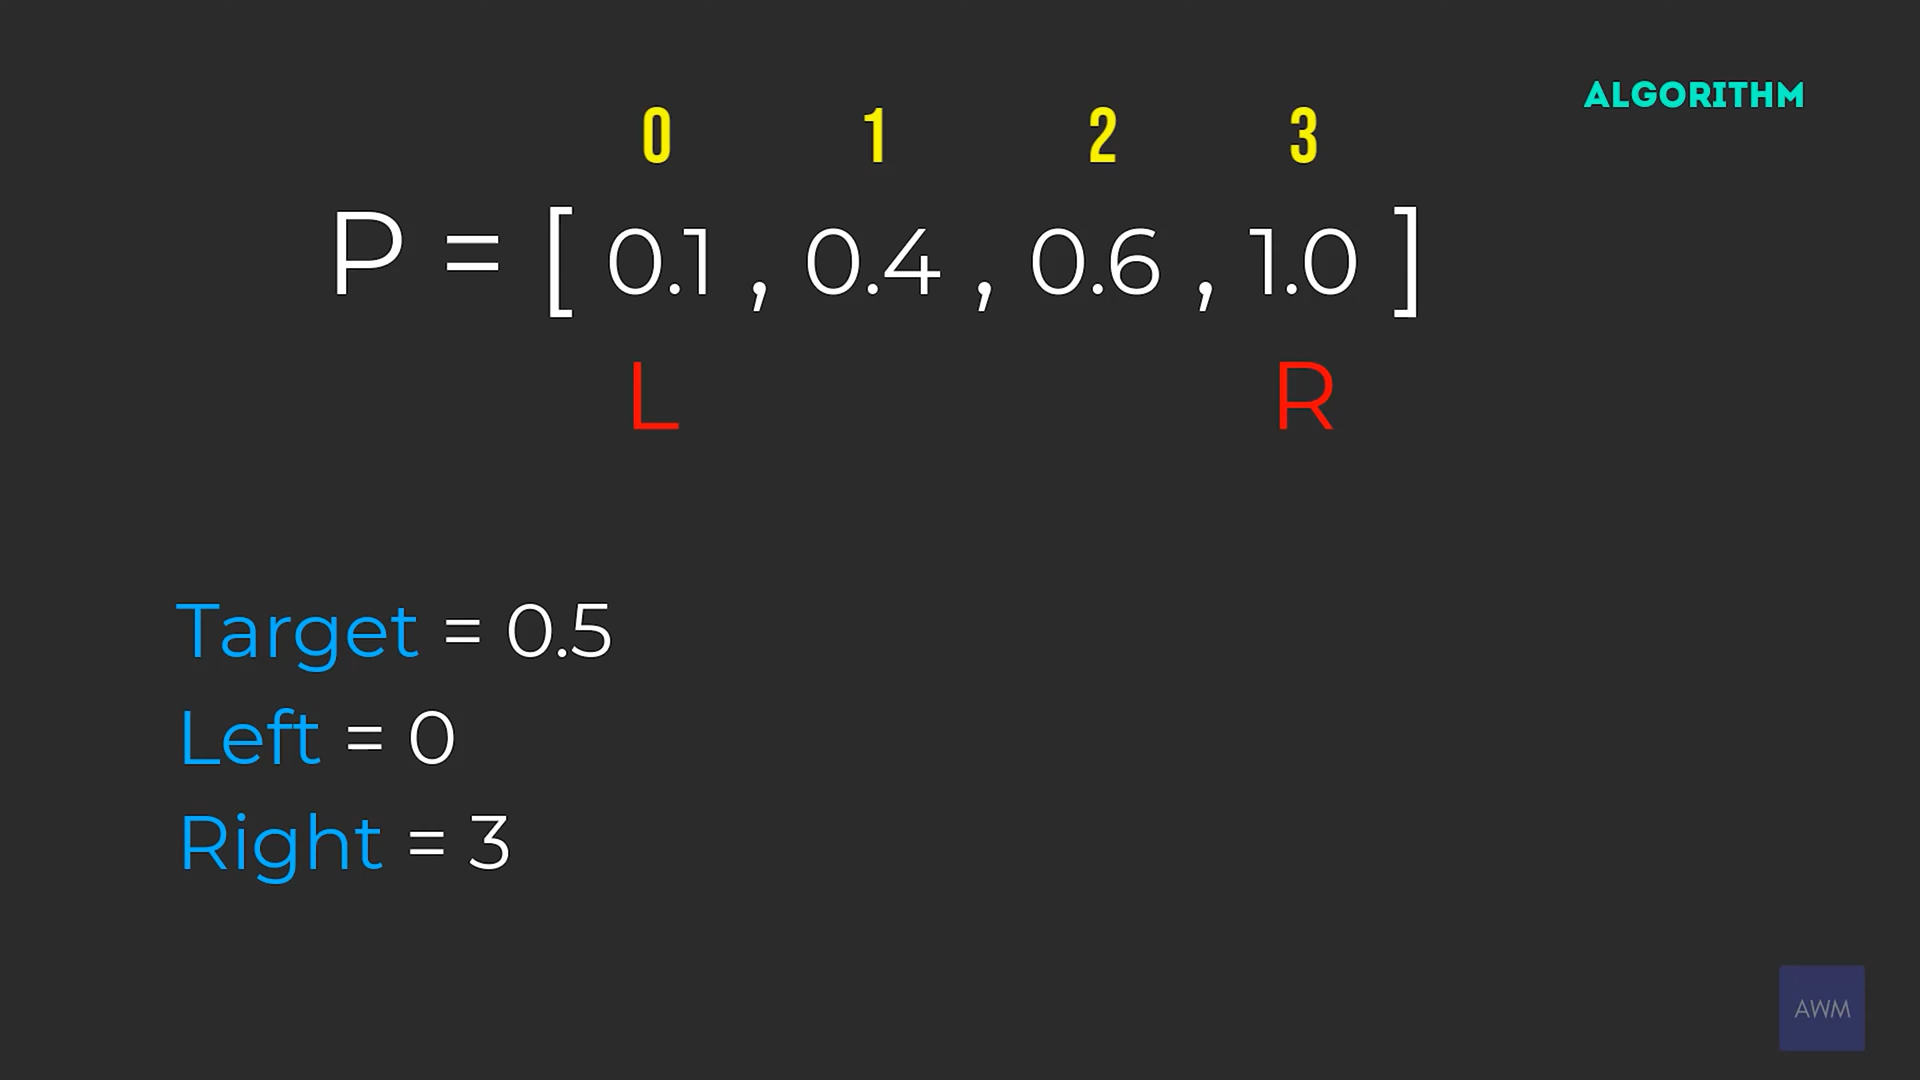 ALGORITHM
0 1 2 3
P = [ 0.1 , 0.4 , 0.6 , 1.0 ]
L R
Target = 0.5
Left = 0
Right = 3
AWM